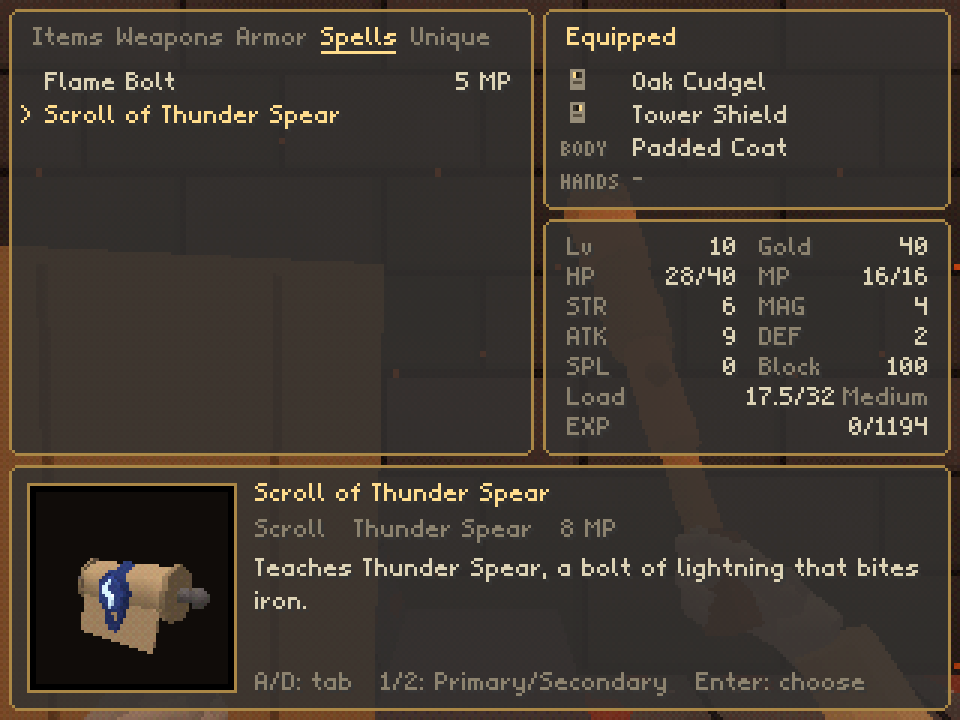 Items Weapons Armor Spells Unique
Flame Bolt 5 MP
> Scroll of Thunder Spear
Equipped
Oak Cudgel
Tower Shield
BODY Padded Coat
HANDS -
Lv 10 Gold 40
HP 28/40 MP 16/16
STR 6 MAG 4
ATK 9 DEF 2
SPL 0 Block 100
Load 17.5/32 Medium
EXP 0/1194
Scroll of Thunder Spear
Scroll Thunder Spear 8 MP
Teaches Thunder Spear, a bolt of lightning that bites
iron.
A/D: tab 1/2: Primary/Secondary Enter: choose